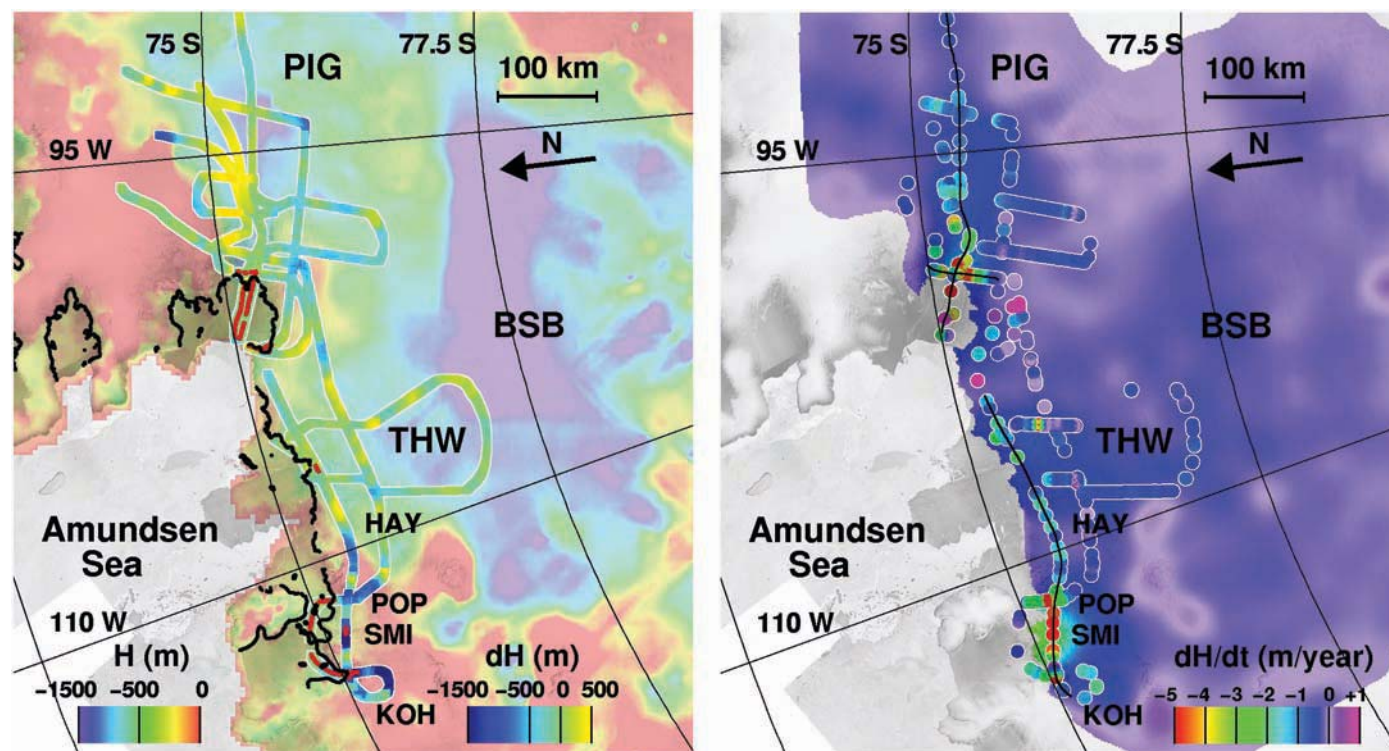 75 S
77.5 S
PIG
100 km
95 W
N
BSB
THW
Amundsen
Sea
HAY
110 W
POP
SMI
H (m)
dH (m)
−1500 −500 0
−1500 −500 0 500
KOH
75 S
77.5 S
PIG
100 km
95 W
N
BSB
THW
Amundsen
Sea
HAY
110 W
POP
SMI
dH/dt (m/year)
−5 −4 −3 −2 −1 0 +1
KOH